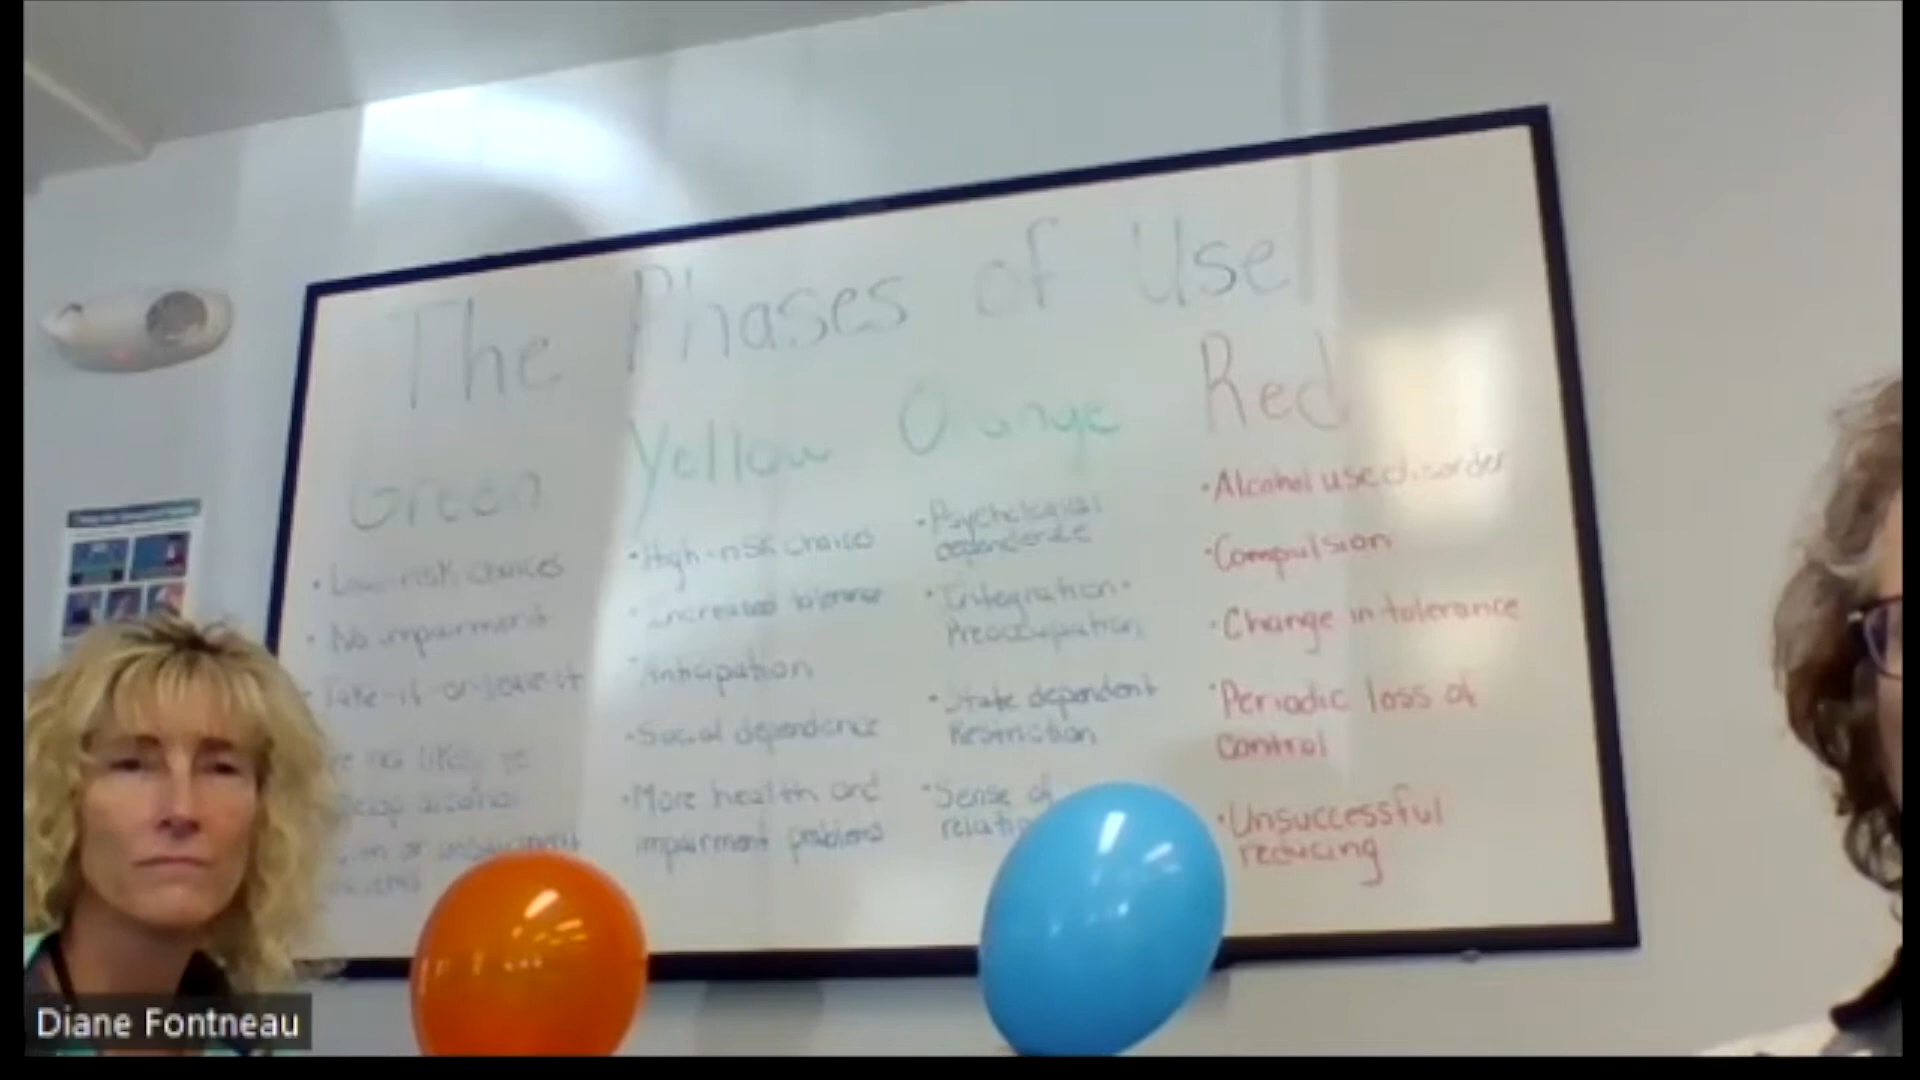 The Phases of Use
Green
• Low-risk choices
• No impairment
• Take-it-or-leave-it
Yellow
• High-risk choices
• Increased tolerance
• Anticipation
• Social dependence
• More health and
impairment problems
Orange
• Psychological
dependence
• Integration-
Preoccupation
• State dependent
Restriction
• Sense of
Red
• Alcohol use disorder
• Compulsion
• Change in tolerance
• Periodic loss of
control
• Unsuccessful
reducing
Diane Fontneau